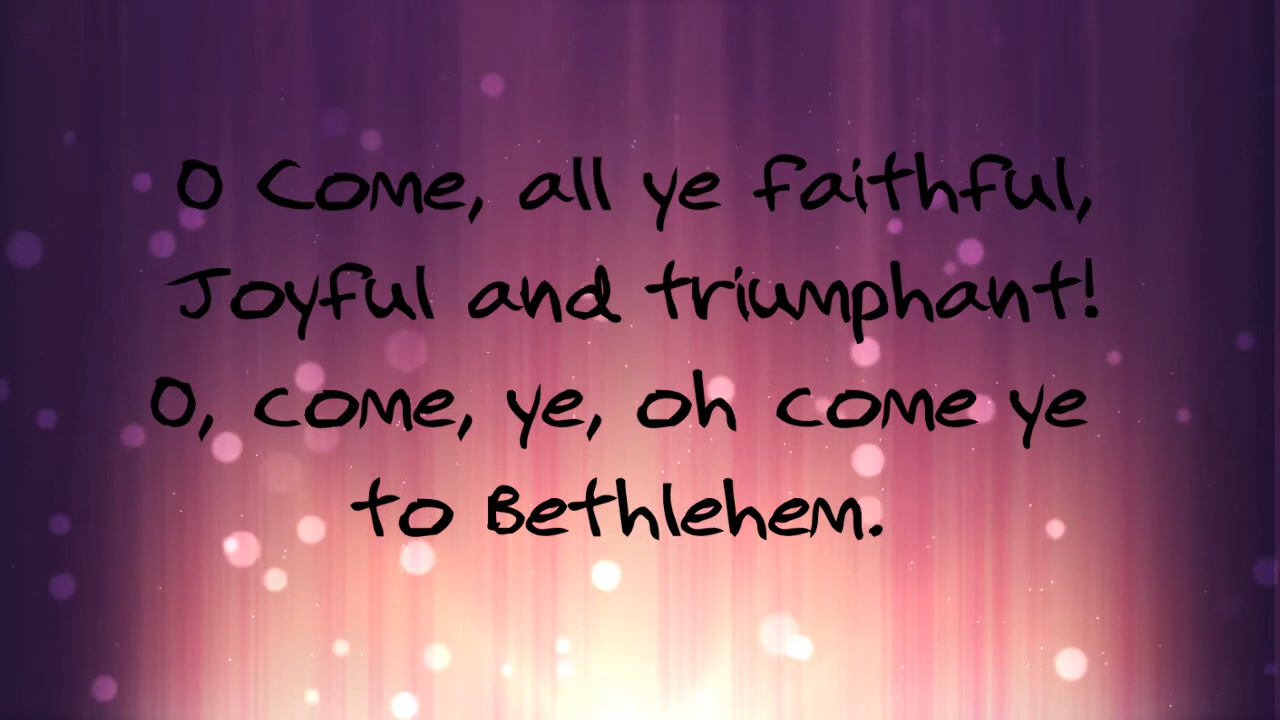 O Come, all ye faithful,
Joyful and triumphant!
O, come, ye, oh come ye
to Bethlehem.